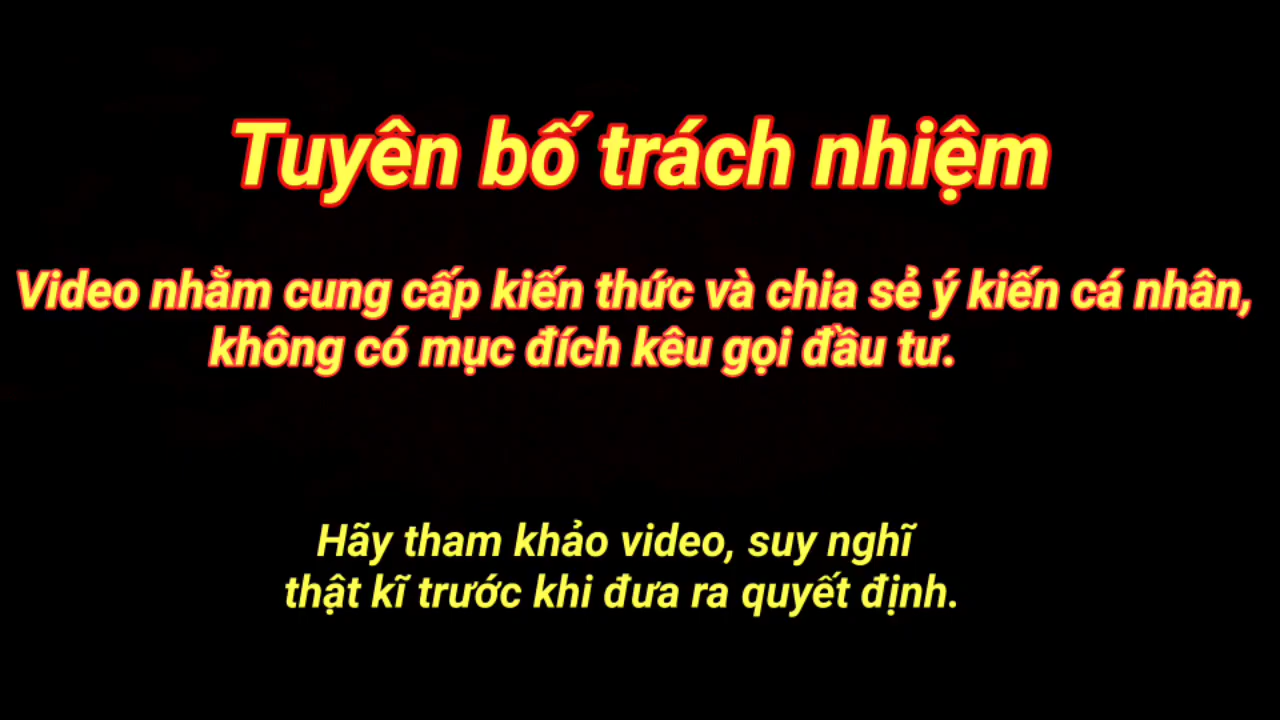 Tuyên bố trách nhiệm
Video nhằm cung cấp kiến thức và chia sẻ ý kiến cá nhân,
không có mục đích kêu gọi đầu tư.
Hãy tham khảo video, suy nghĩ
thật kĩ trước khi đưa ra quyết định.